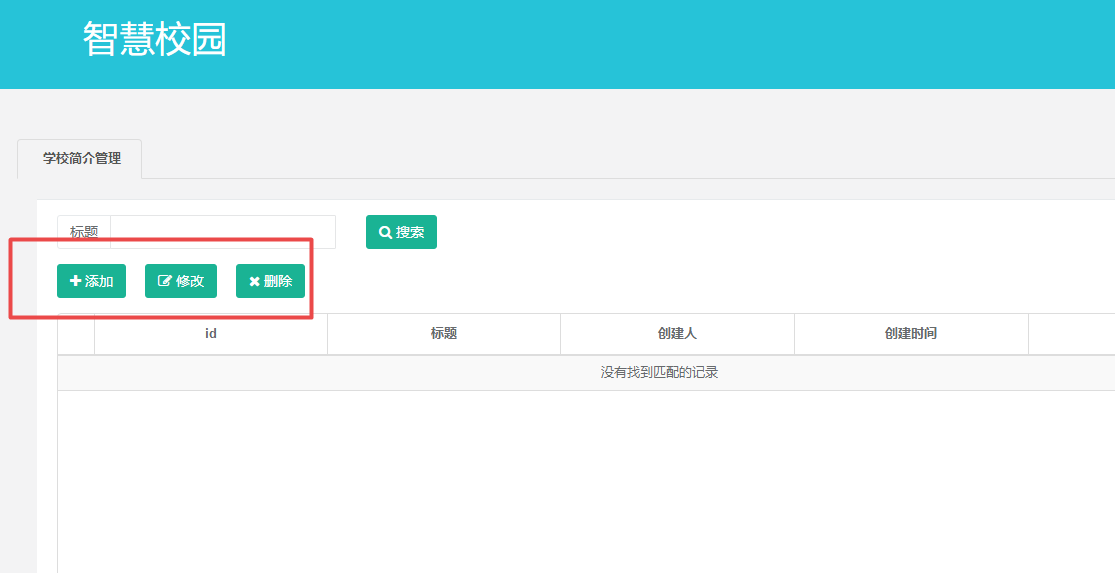 智慧校园
学校简介管理
标题 搜索
添加 修改 删除
id 标题 创建人 创建时间
没有找到匹配的记录